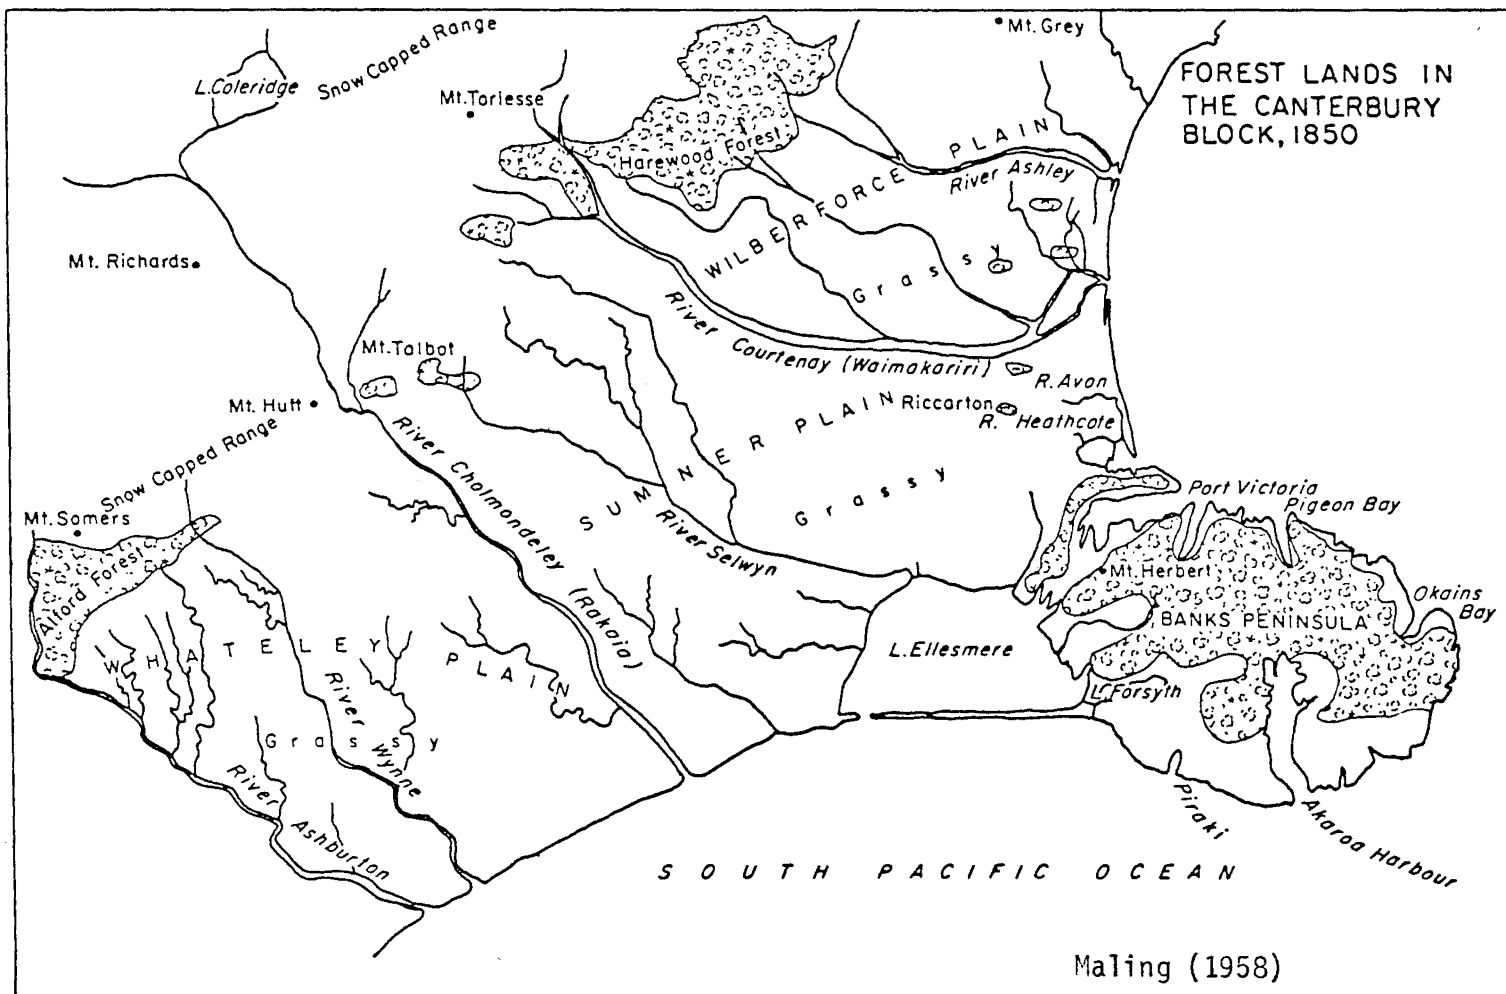 FOREST LANDS IN
THE CANTERBURY
BLOCK, 1850
Mt. Grey
Snow Capped Range
L. Coleridge
Mt. Torlesse
Harewood Forest
WILBERFORCE PLAIN
River Ashley
Grassy
Mt. Richards
River Courtenay (Waimakariri)
Mt. Talbot
R. Avon
Riccarton
R. Heathcote
Mt. Hutt
SUMNER PLAIN
Grassy
River Cholmondeley (Rakaia)
River Selwyn
Snow Capped Range
Mt. Somers
Alford Forest
Port Victoria
Pigeon Bay
Mt. Herbert
Okains
Bay
BANKS PENINSULA
L. Ellesmere
L. Forsyth
WHATELEY PLAIN
Grassy
River Wynne
River Ashburton
Piraki
Akaroa Harbour
SOUTH PACIFIC OCEAN
Maling (1958)